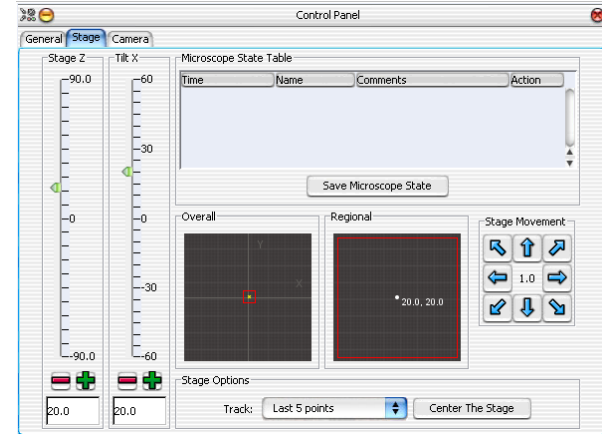 Control Panel
General Stage Camera
Stage Z
90.0
0
-90.0
20.0
Tilt X
60
30
0
-30
-60
20.0
Microscope State Table
Time Name Comments Action
Save Microscope State
Overall
Y
X
Regional
20.0, 20.0
Stage Movement
1.0
Stage Options
Track: Last 5 points Center The Stage